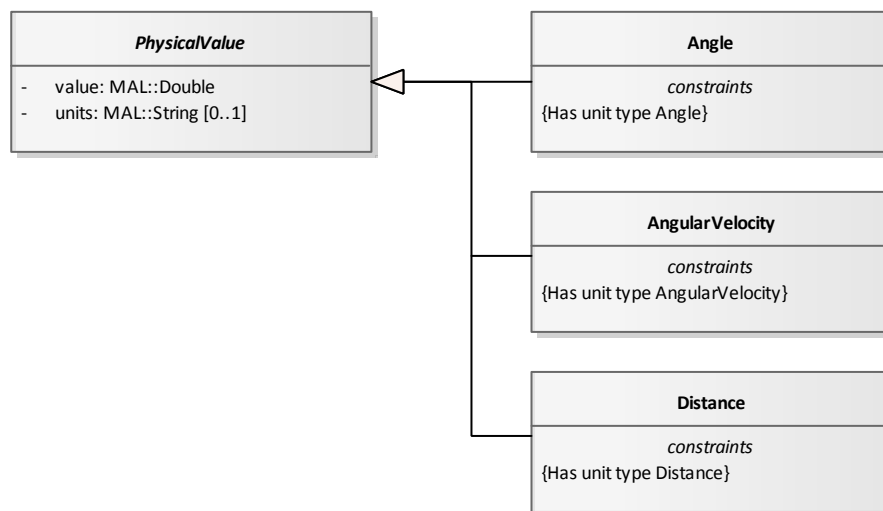 PhysicalValue
- value: MAL::Double
- units: MAL::String [0..1]
Angle
constraints
{Has unit type Angle}
AngularVelocity
constraints
{Has unit type AngularVelocity}
Distance
constraints
{Has unit type Distance}